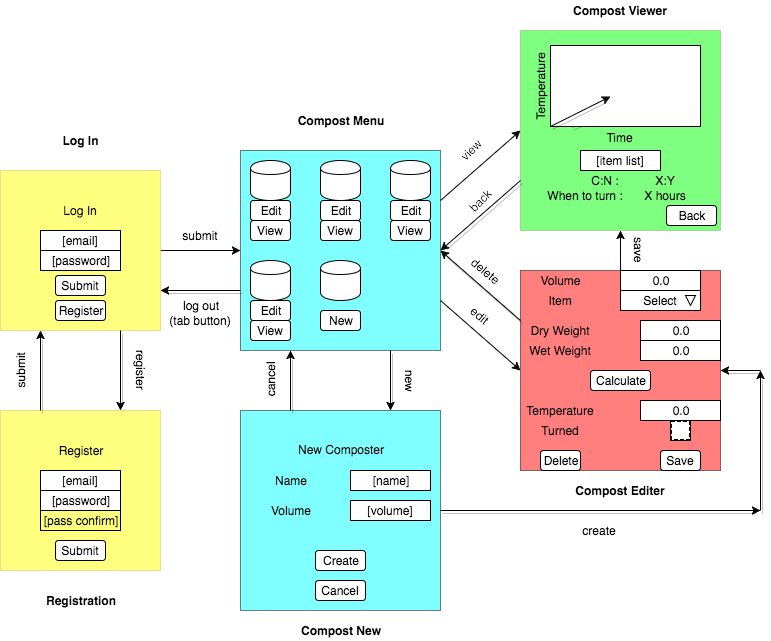 Compost Viewer
Temperature
Time
[item list]
C:N : X:Y
When to turn : X hours
Back
Compost Menu
Edit
View
Edit
View
Edit
View
Edit
View
New
Log In
Log In
[email]
[password]
Submit
Register
submit
log out
(tab button)
view
back
delete
edit
save
Volume 0.0
Item Select
Dry Weight 0.0
Wet Weight 0.0
Calculate
Temperature 0.0
Turned
Delete Save
Compost Editer
submit
register
cancel
new
Register
[email]
[password]
[pass confirm]
Submit
Registration
New Composter
Name [name]
Volume [volume]
Create
Cancel
Compost New
create